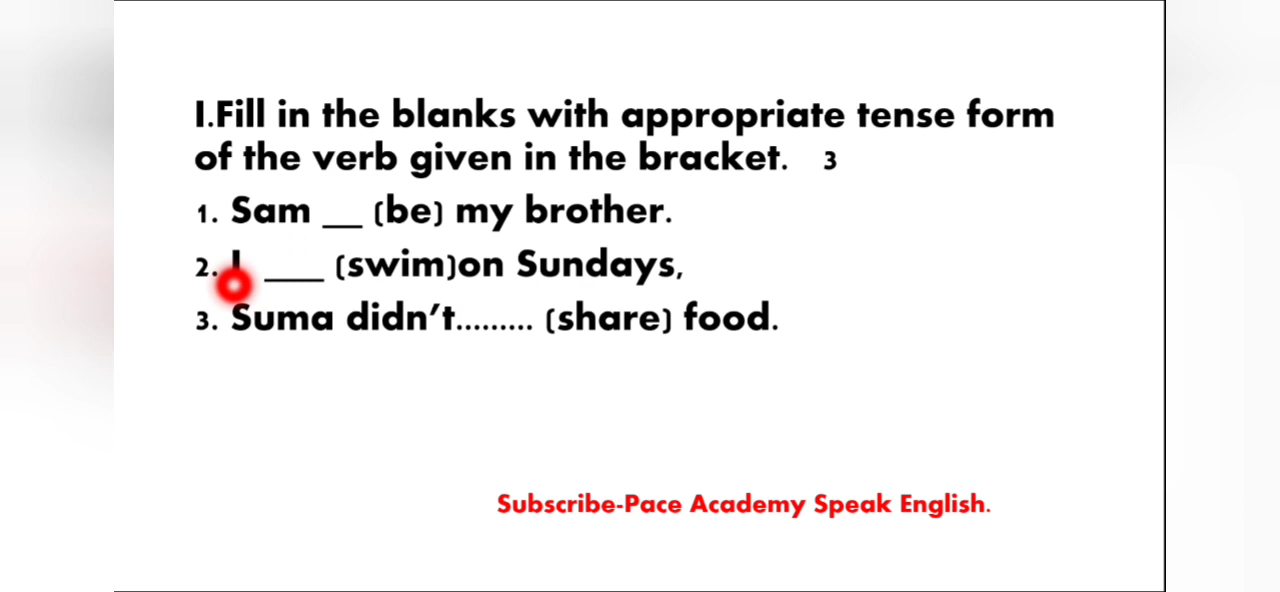 I.Fill in the blanks with appropriate tense form
of the verb given in the bracket. 3
1. Sam __ (be) my brother.
2. I ___ (swim)on Sundays,
3. Suma didn't......... (share) food.
Subscribe-Pace Academy Speak English.